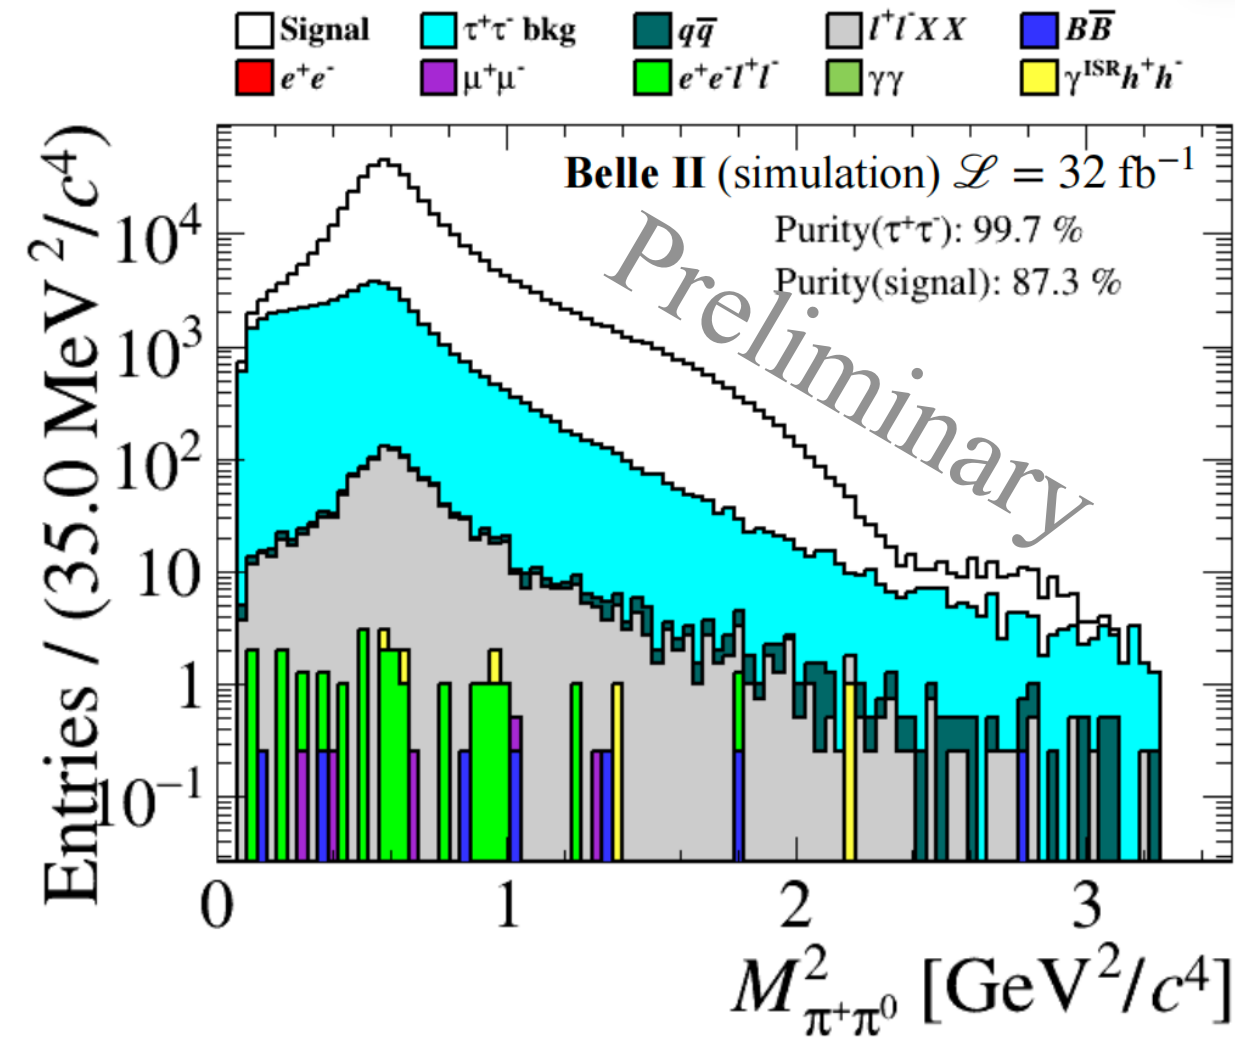 Signal τ⁺τ⁻ bkg qq̅ l⁺l⁻XX BB̅
e⁺e⁻ μ⁺μ⁻ e⁺e⁻l⁺l⁻ γγ γᴵˢᴿh⁺h⁻
Belle II (simulation) ℒ = 32 fb⁻¹
Purity(τ⁺τ⁻): 99.7 %
Purity(signal): 87.3 %
Preliminary
Entries / (35.0 MeV²/c⁴)
10⁴
10³
10²
10
1
10⁻¹
0 1 2 3
M²π⁺π⁰ [GeV²/c⁴]